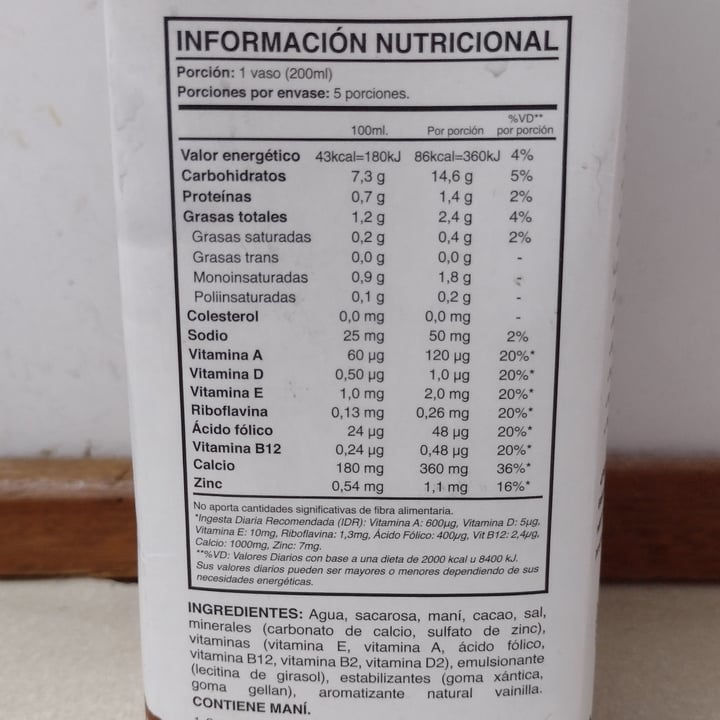 INFORMACIÓN NUTRICIONAL
Porción: 1 vaso (200ml)
Porciones por envase: 5 porciones.
100ml. Por porción %VD** por porción
Valor energético 43kcal=180kJ 86kcal=360kJ 4%
Carbohidratos 7,3 g 14,6 g 5%
Proteínas 0,7 g 1,4 g 2%
Grasas totales 1,2 g 2,4 g 4%
Grasas saturadas 0,2 g 0,4 g 2%
Grasas trans 0,0 g 0,0 g -
Monoinsaturadas 0,9 g 1,8 g -
Poliinsaturadas 0,1 g 0,2 g -
Colesterol 0,0 mg 0,0 mg -
Sodio 25 mg 50 mg 2%
Vitamina A 60 µg 120 µg 20%*
Vitamina D 0,50 µg 1,0 µg 20%*
Vitamina E 1,0 mg 2,0 mg 20%*
Riboflavina 0,13 mg 0,26 mg 20%*
Ácido fólico 24 µg 48 µg 20%*
Vitamina B12 0,24 µg 0,48 µg 20%*
Calcio 180 mg 360 mg 36%*
Zinc 0,54 mg 1,1 mg 16%*
No aporta cantidades significativas de fibra alimentaria.
*Ingesta Diaria Recomendada (IDR): Vitamina A: 600µg, Vitamina D: 5µg,
Vitamina E: 10mg, Riboflavina: 1,3mg, Ácido Fólico: 400µg, Vit B12: 2,4µg,
Calcio: 1000mg, Zinc: 7mg.
**%VD: Valores Diarios con base a una dieta de 2000 kcal u 8400 kJ.
Sus valores diarios pueden ser mayores o menores dependiendo de sus
necesidades energéticas.
INGREDIENTES: Agua, sacarosa, maní, cacao, sal,
minerales (carbonato de calcio, sulfato de zinc),
vitaminas (vitamina E, vitamina A, ácido fólico,
vitamina B12, vitamina B2, vitamina D2), emulsionante
(lecitina de girasol), estabilizantes (goma xántica,
goma gellan), aromatizante natural vainilla.
CONTIENE MANÍ.